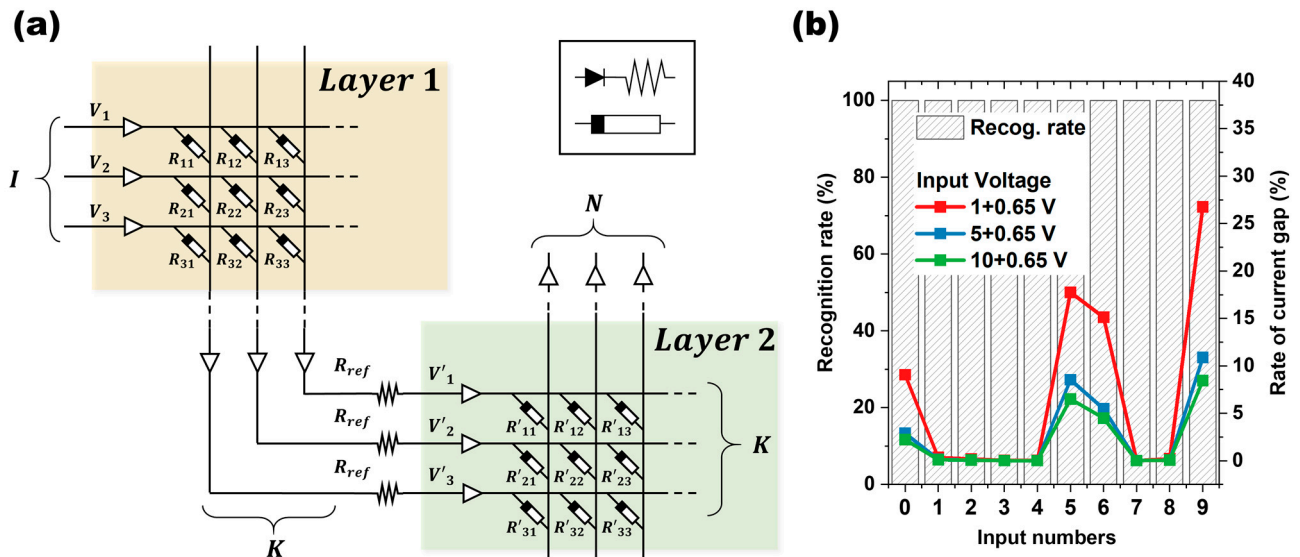 (a)
Layer 1
V₁
V₂
V₃
I
R₁₁ R₁₂ R₁₃
R₂₁ R₂₂ R₂₃
R₃₁ R₃₂ R₃₃
N
Layer 2
R_ref
R_ref
R_ref
V'₁
V'₂
V'₃
R'₁₁ R'₁₂ R'₁₃
R'₂₁ R'₂₂ R'₂₃
R'₃₁ R'₃₂ R'₃₃
K
K
(b)
Recognition rate (%)
100
80
60
40
20
0
Recog. rate
Input Voltage
1+0.65 V
5+0.65 V
10+0.65 V
40
35
30
25
20
15
10
5
0
Rate of current gap (%)
0 1 2 3 4 5 6 7 8 9
Input numbers